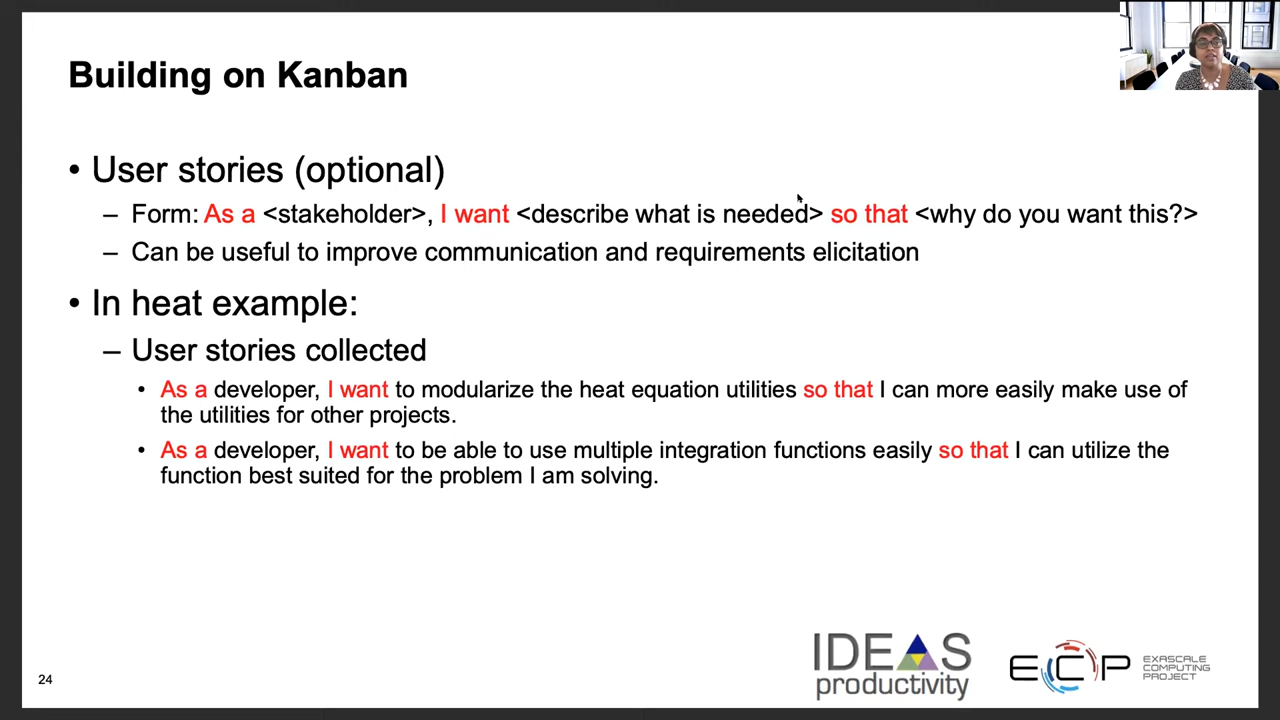 Building on Kanban
• User stories (optional)
– Form: As a <stakeholder>, I want <describe what is needed> so that <why do you want this?>
– Can be useful to improve communication and requirements elicitation
• In heat example:
– User stories collected
• As a developer, I want to modularize the heat equation utilities so that I can more easily make use of
the utilities for other projects.
• As a developer, I want to be able to use multiple integration functions easily so that I can utilize the
function best suited for the problem I am solving.
24
IDEAS
productivity
ECP
EXASCALE
COMPUTING
PROJECT